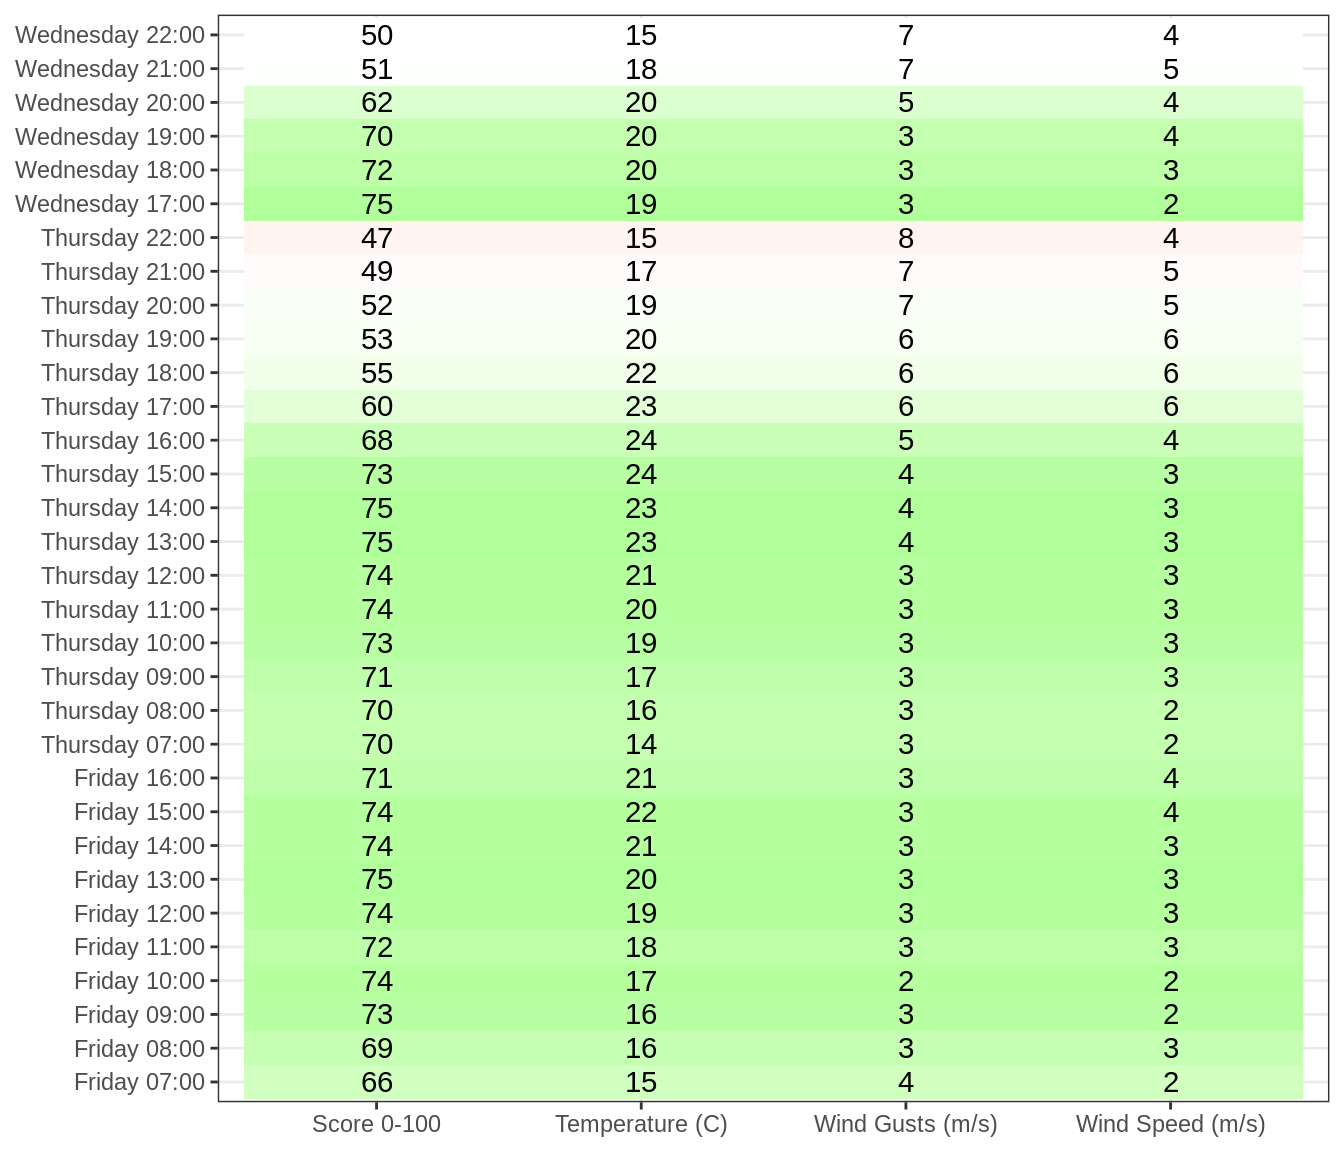 Wednesday 22:00 50 15 7 4
Wednesday 21:00 51 18 7 5
Wednesday 20:00 62 20 5 4
Wednesday 19:00 70 20 3 4
Wednesday 18:00 72 20 3 3
Wednesday 17:00 75 19 3 2
Thursday 22:00 47 15 8 4
Thursday 21:00 49 17 7 5
Thursday 20:00 52 19 7 5
Thursday 19:00 53 20 6 6
Thursday 18:00 55 22 6 6
Thursday 17:00 60 23 6 6
Thursday 16:00 68 24 5 4
Thursday 15:00 73 24 4 3
Thursday 14:00 75 23 4 3
Thursday 13:00 75 23 4 3
Thursday 12:00 74 21 3 3
Thursday 11:00 74 20 3 3
Thursday 10:00 73 19 3 3
Thursday 09:00 71 17 3 3
Thursday 08:00 70 16 3 2
Thursday 07:00 70 14 3 2
Friday 16:00 71 21 3 4
Friday 15:00 74 22 3 4
Friday 14:00 74 21 3 3
Friday 13:00 75 20 3 3
Friday 12:00 74 19 3 3
Friday 11:00 72 18 3 3
Friday 10:00 74 17 2 2
Friday 09:00 73 16 3 2
Friday 08:00 69 16 3 3
Friday 07:00 66 15 4 2
Score 0-100 Temperature (C) Wind Gusts (m/s) Wind Speed (m/s)